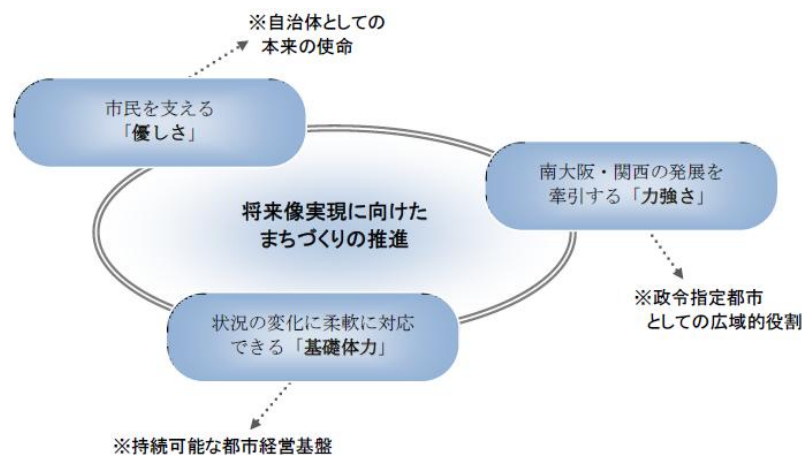 ※自治体としての
本来の使命
市民を支える
「優しさ」
南大阪・関西の発展を
牽引する「力強さ」
将来像実現に向けた
まちづくりの推進
※政令指定都市
としての広域的役割
状況の変化に柔軟に対応
できる「基礎体力」
※持続可能な都市経営基盤